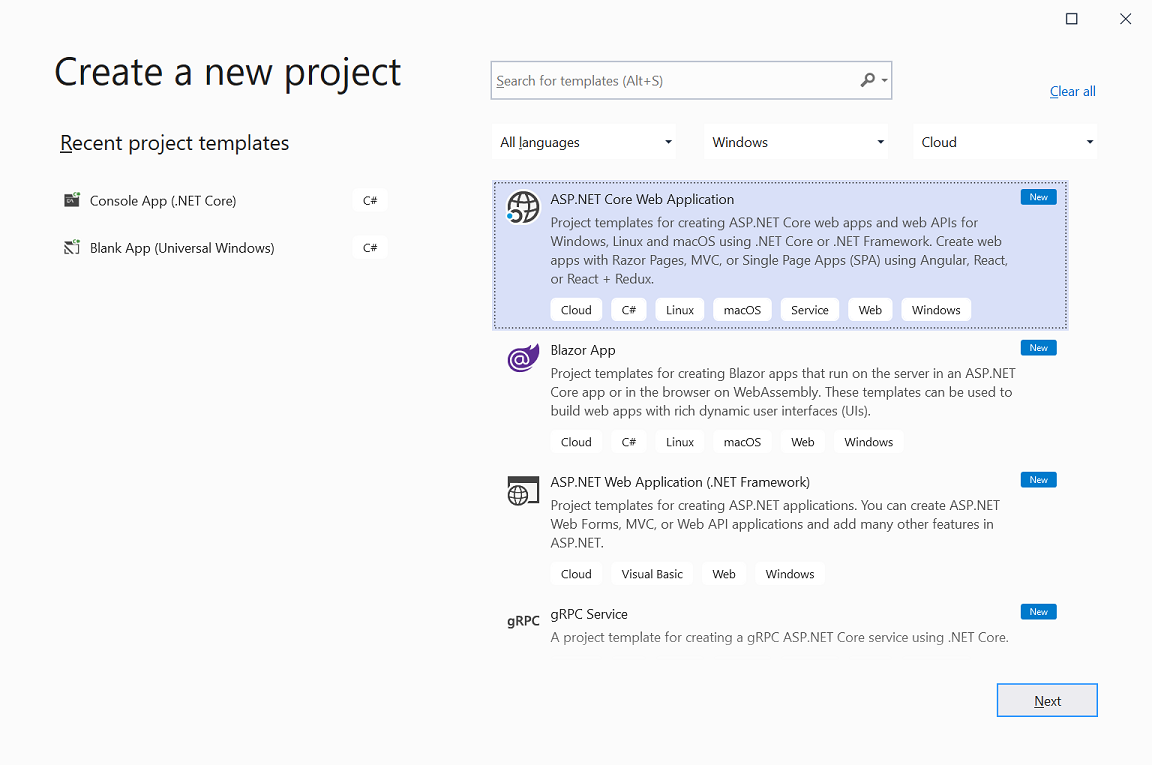 Create a new project
Search for templates (Alt+S)
Clear all
Recent project templates
All languages
Windows
Cloud
Console App (.NET Core)
C#
Blank App (Universal Windows)
C#
ASP.NET Core Web Application
New
Project templates for creating ASP.NET Core web apps and web APIs for
Windows, Linux and macOS using .NET Core or .NET Framework. Create web
apps with Razor Pages, MVC, or Single Page Apps (SPA) using Angular, React,
or React + Redux.
Cloud C# Linux macOS Service Web Windows
Blazor App
New
Project templates for creating Blazor apps that run on the server in an ASP.NET
Core app or in the browser on WebAssembly. These templates can be used to
build web apps with rich dynamic user interfaces (UIs).
Cloud C# Linux macOS Web Windows
ASP.NET Web Application (.NET Framework)
New
Project templates for creating ASP.NET applications. You can create ASP.NET
Web Forms, MVC, or Web API applications and add many other features in
ASP.NET.
Cloud Visual Basic Web Windows
gRPC
gRPC Service
New
A project template for creating a gRPC ASP.NET Core service using .NET Core.
Next